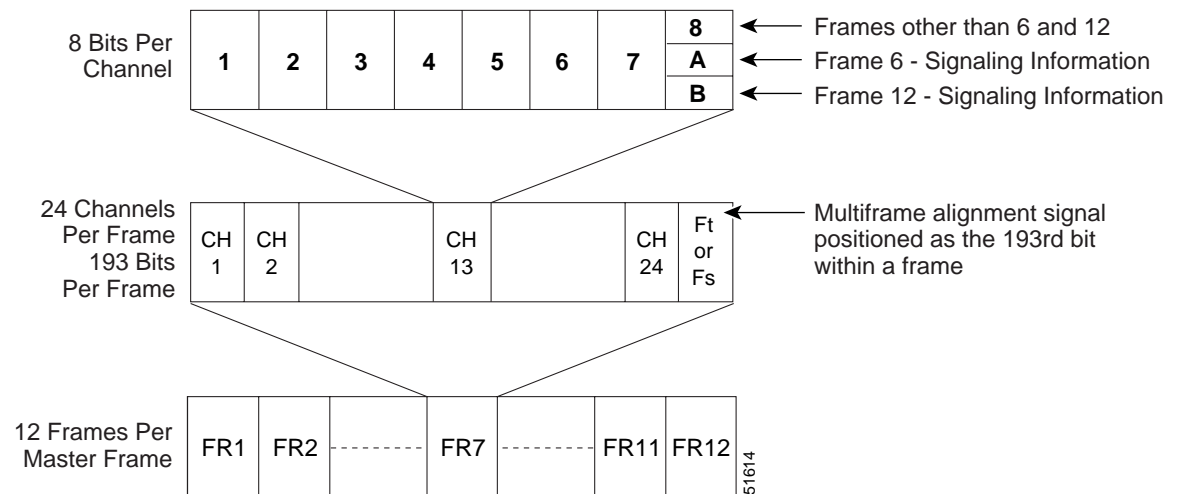 8 Bits Per
Channel
1 2 3 4 5 6 7
8
A
B
Frames other than 6 and 12
Frame 6 - Signaling Information
Frame 12 - Signaling Information
24 Channels
Per Frame
193 Bits
Per Frame
CH
1
CH
2
CH
13
CH
24
Ft
or
Fs
Multiframe alignment signal
positioned as the 193rd bit
within a frame
12 Frames Per
Master Frame
FR1 FR2 FR7 FR11 FR12
51614